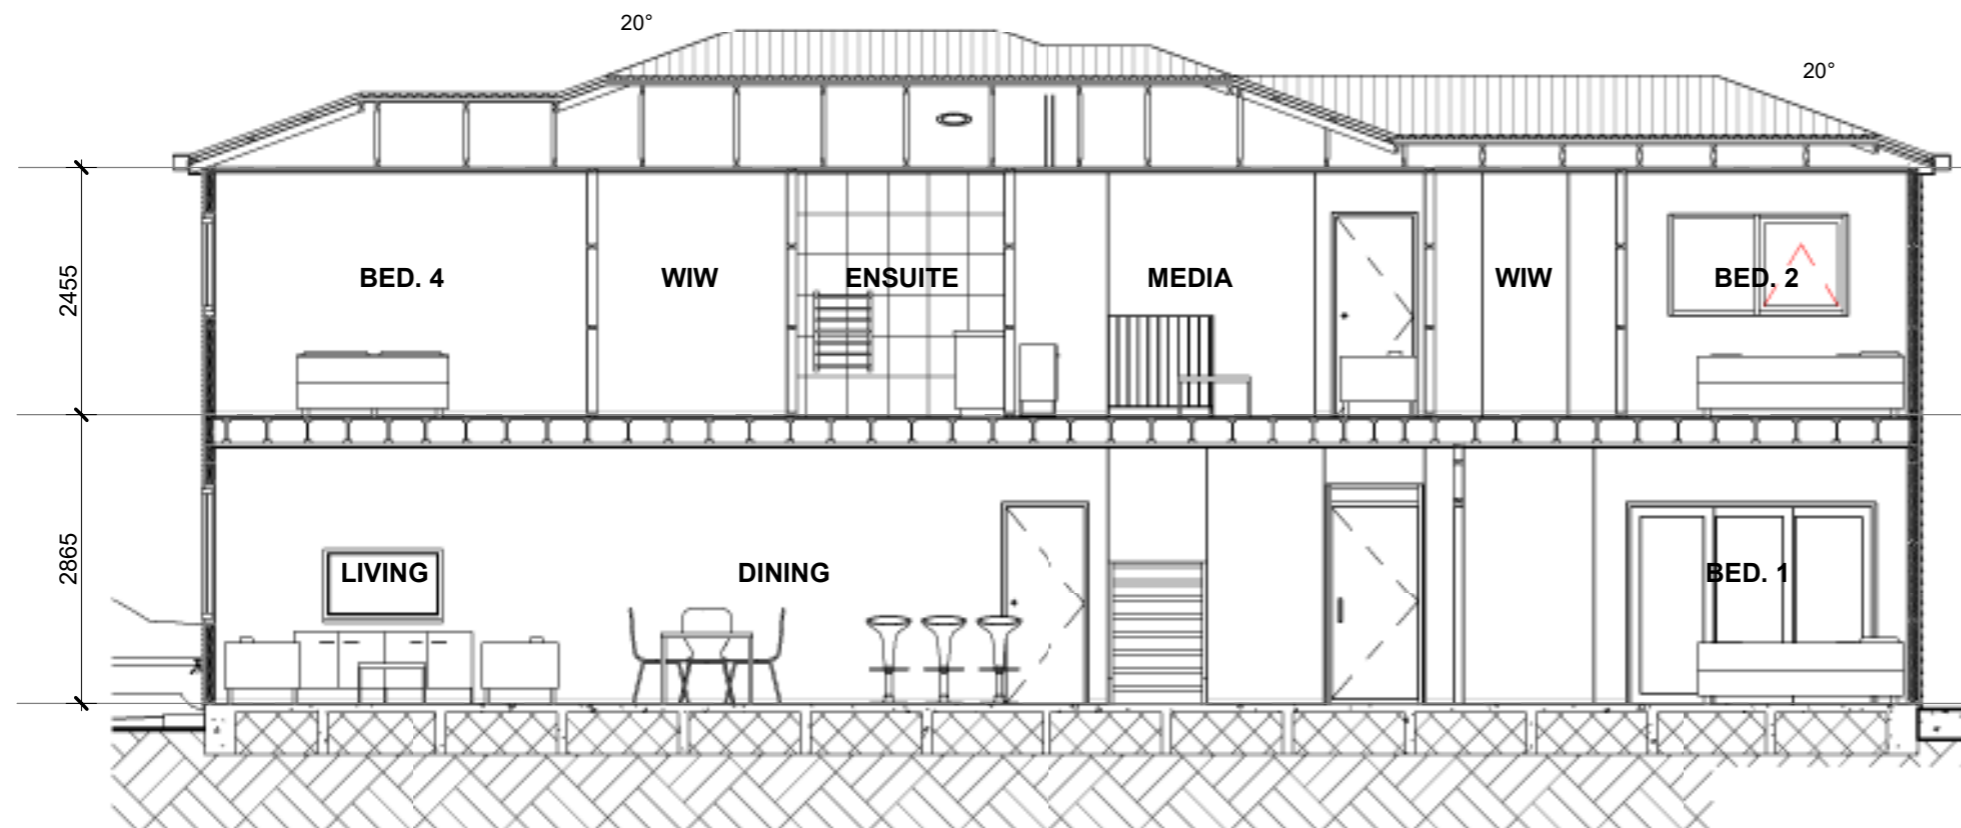 20°
20°
2455
BED. 4
WIW
ENSUITE
MEDIA
WIW
BED. 2
2865
LIVING
DINING
BED. 1